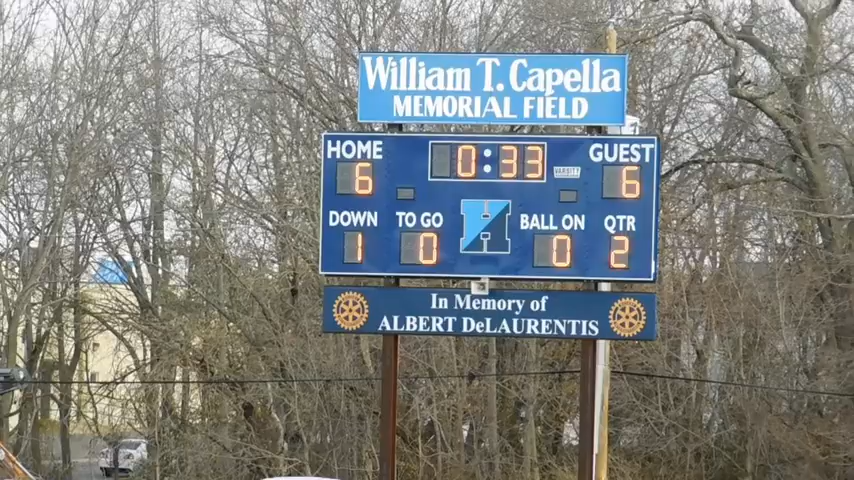 William T. Capella
MEMORIAL FIELD
HOME 0:33 GUEST
6 VARSITY 6
DOWN TO GO H BALL ON QTR
1 0 0 2
In Memory of
ALBERT DeLAURENTIS